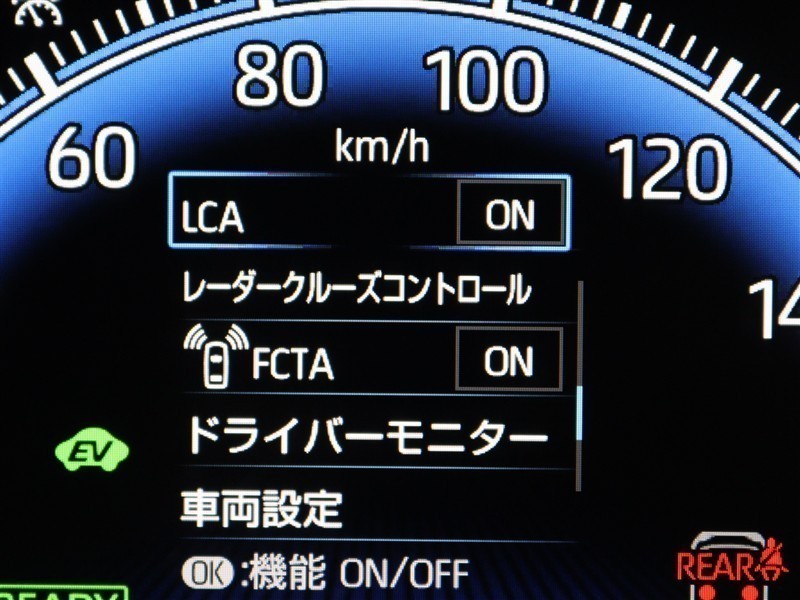 80
100
60
km/h
120
LCA ON
レーダークルーズコントロール
14
FCTA ON
ドライバーモニター
EV
車両設定
OK:機能 ON/OFF
REAR
READY